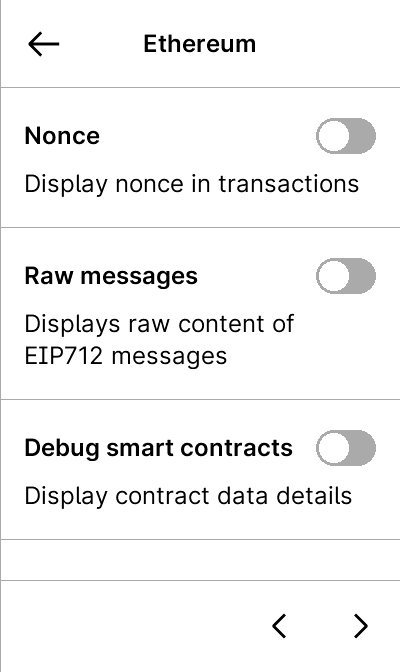 Ethereum
Nonce
Display nonce in transactions
Raw messages
Displays raw content of
EIP712 messages
Debug smart contracts
Display contract data details